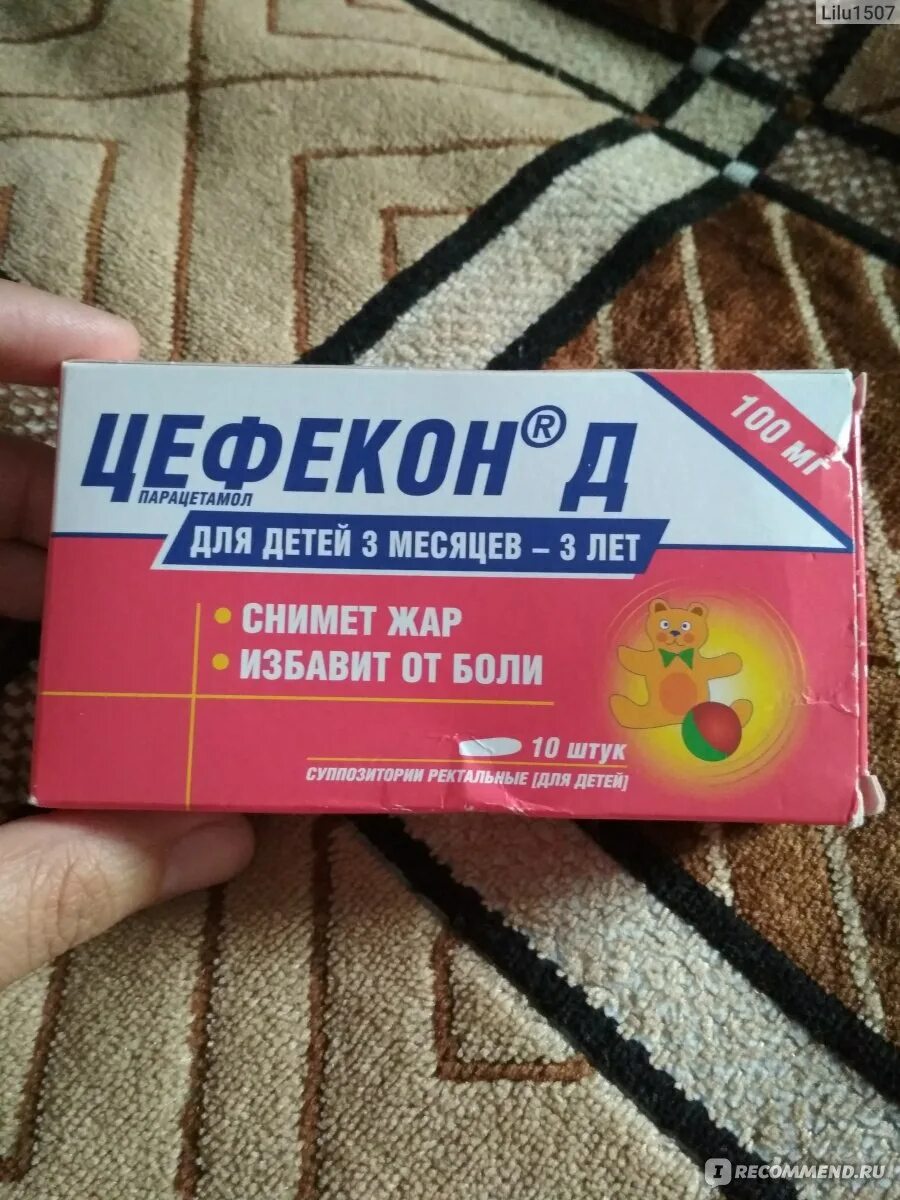 Lilu1507
ЦЕФЕКОН® Д
100 мг
ПАРАЦЕТАМОЛ
ДЛЯ ДЕТЕЙ 3 МЕСЯЦЕВ – 3 ЛЕТ
• СНИМЕТ ЖАР
• ИЗБАВИТ ОТ БОЛИ
10 штук
СУППОЗИТОРИИ РЕКТАЛЬНЫЕ [ДЛЯ ДЕТЕЙ]
IRECOMMEND.RU